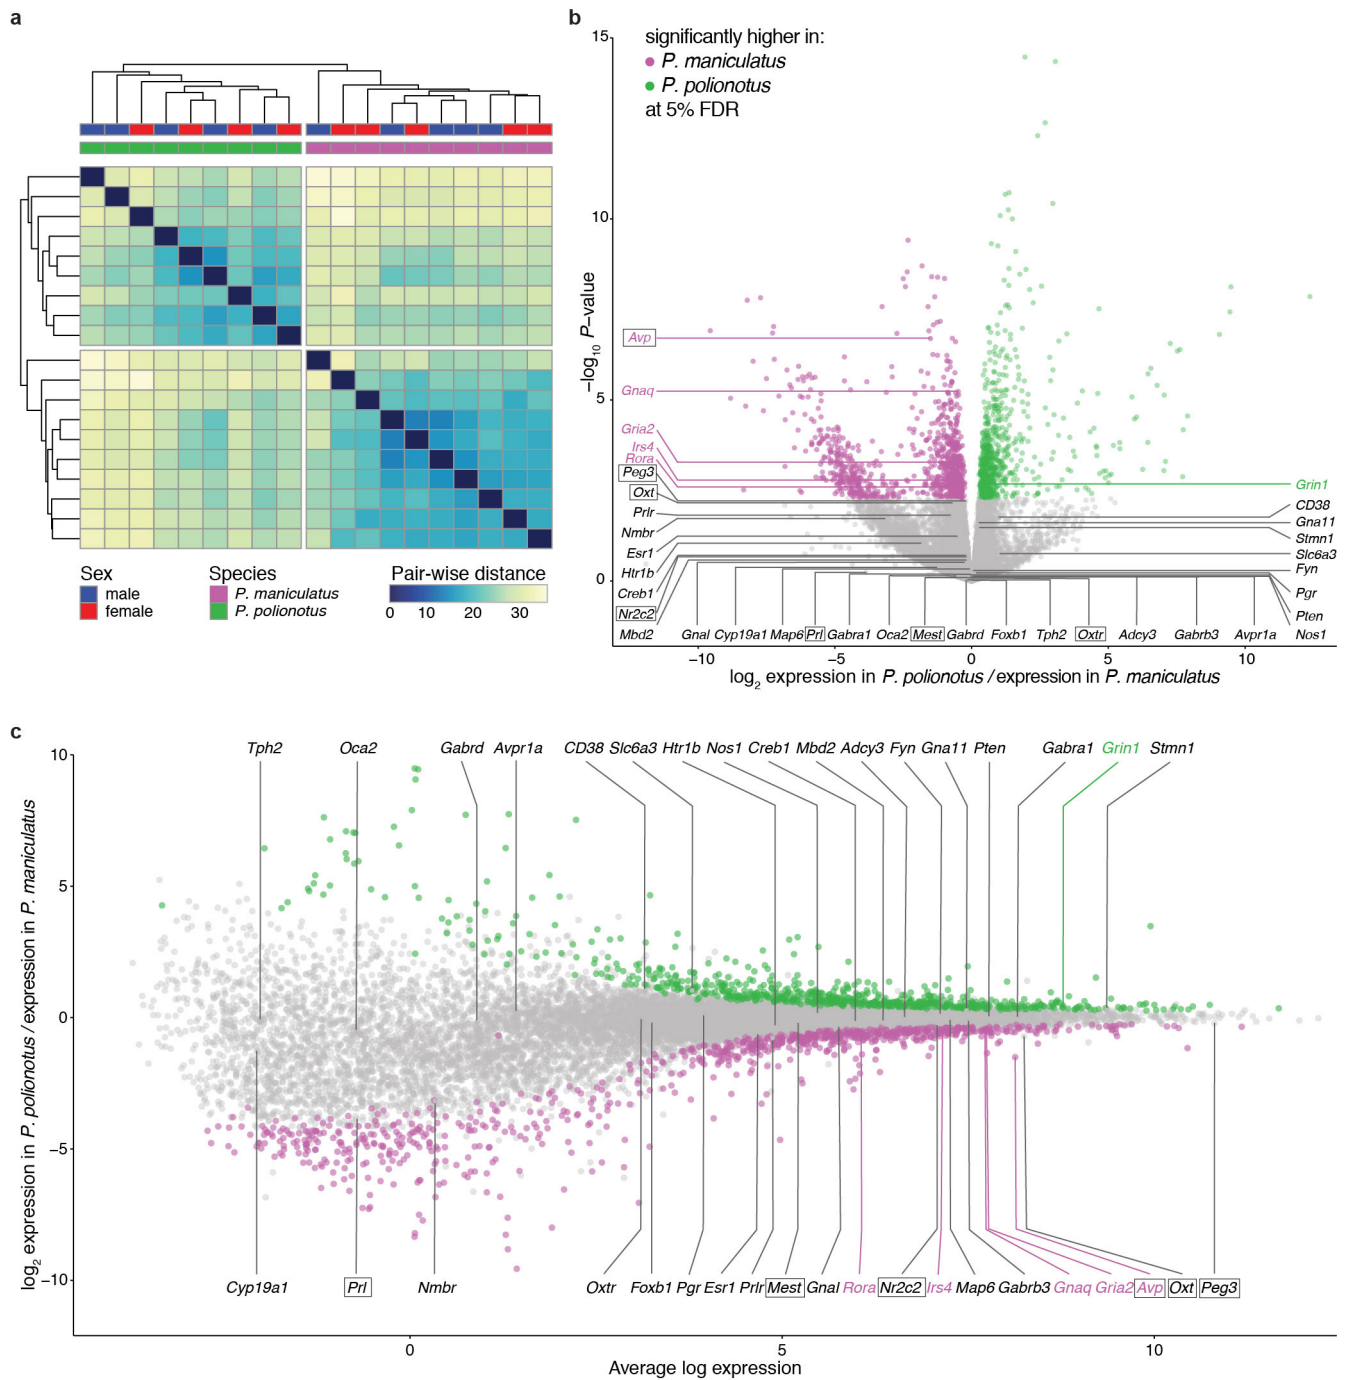 a
Sex
male
female
Species
P. maniculatus
P. polionotus
Pair-wise distance
0 10 20 30
b
significantly higher in:
P. maniculatus
P. polionotus
at 5% FDR
15
10
5
0
−log10 P−value
Avp
Gnaq
Gria2
Irs4
Rora
Peg3
Oxt
Prlr
Nmbr
Esr1
Htr1b
Creb1
Nr2c2
Mbd2
Gnal Cyp19a1 Map6 Prl Gabra1 Oca2 Mest Gabrd Foxb1 Tph2 Oxtr Adcy3 Gabrb3 Avpr1a Nos1
Grin1
CD38
Gna11
Stmn1
Slc6a3
Fyn
Pgr
Pten
−10 −5 0 5 10
log2 expression in P. polionotus / expression in P. maniculatus
c
Tph2 Oca2 Gabrd Avpr1a CD38 Slc6a3 Htr1b Nos1 Creb1 Mbd2 Adcy3 Fyn Gna11 Pten Gabra1 Grin1 Stmn1
10
5
0
−5
−10
log2 expression in P. polionotus / expression in P. maniculatus
Cyp19a1 Prl Nmbr Oxtr Foxb1 Pgr Esr1 Prlr Mest Gnal Rora Nr2c2 Irs4 Map6 Gabrb3 Gnaq Gria2 Avp Oxt Peg3
0 5 10
Average log expression